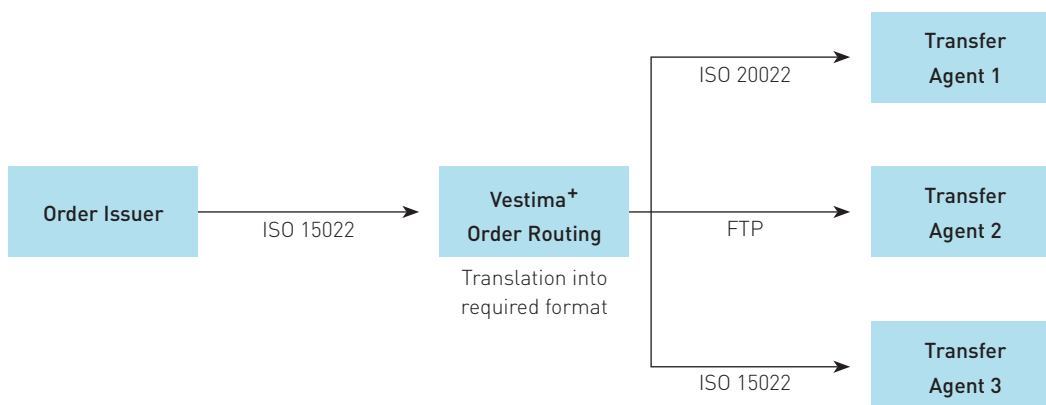 Order Issuer
ISO 15022
Vestima+
Order Routing
Translation into
required format
ISO 20022
Transfer
Agent 1
FTP
Transfer
Agent 2
ISO 15022
Transfer
Agent 3